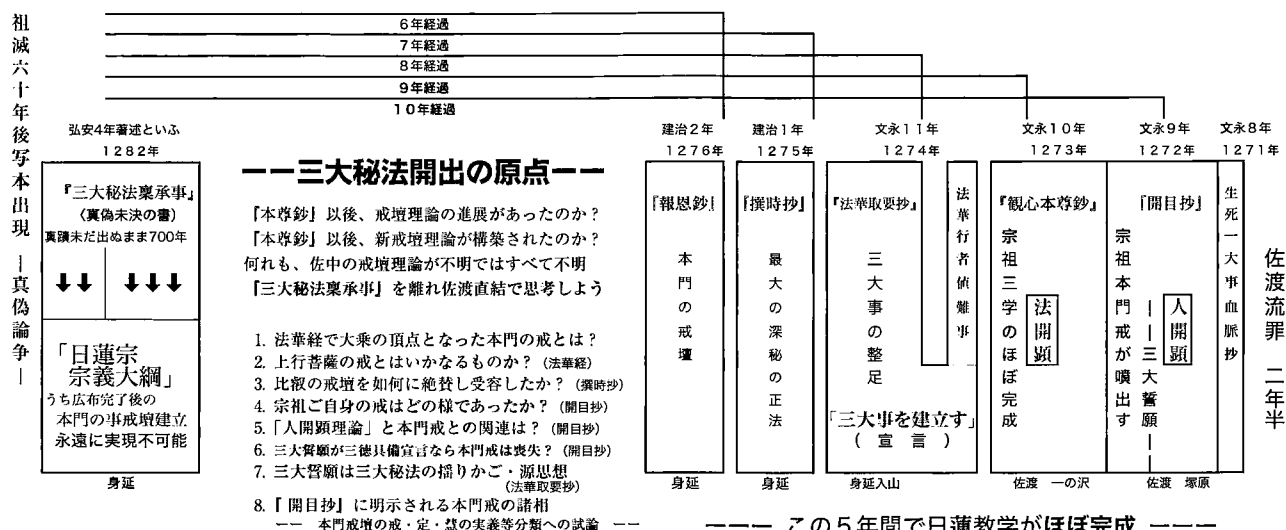 祖滅六十年後写本出現 ―真偽論争―
6年経過
7年経過
8年経過
9年経過
10年経過
弘安4年著述といふ
1282年
『三大秘法稟承事』
〈真偽未決の書〉
真蹟未だ出ぬまま700年
「日蓮宗
宗義大綱」
うち広布完了後の
本門の事戒壇建立
永遠に実現不可能
身延
ーー三大秘法開出の原点ーー
『本尊鈔』以後、戒壇理論の進展があったのか？
『本尊鈔』以後、新戒壇理論が構築されたのか？
何れも、佐中の戒壇理論が不明ではすべて不明
『三大秘法稟承事』を離れ佐渡直結で思考しよう
1. 法華経で大乗の頂点となった本門の戒とは？
2. 上行菩薩の戒とはいかなるものか？（法華経）
3. 比叡の戒壇を如何に絶賛し受容したか？（撰時抄）
4. 宗祖ご自身の戒はどの様であったか？（開目抄）
5.「人開顕理論」と本門戒との関連は？（開目抄）
6. 三大誓願が三徳具備宣言なら本門戒は喪失？（開目抄）
7. 三大誓願は三大秘法の揺りかご・源思想
（法華取要抄）
8.『開目抄』に明示される本門戒の諸相
ーー 本門戒壇の戒・定・慧の実義等分類への試論 ーー
建治2年
1276年
『報恩鈔』
本門の戒壇
身延
建治1年
1275年
『撰時抄』
最大の深秘の正法
身延
文永11年
1274年
『法華取要抄』
三大事の整足
「三大事を建立す」
（宣言）
法華行者値難事
身延入山
文永10年
1273年
『観心本尊鈔』
宗祖三学のほぼ完成
法開顕
佐渡 一の沢
文永9年
1272年
『開目抄』
宗祖本門戒が噴出す
――三大誓願――
人開顕
佐渡 塚原
文永8年
1271年
生死一大事血脈抄
佐渡流罪 二年半
ーーー この5年間で日蓮教学がほぼ完成 ーーー